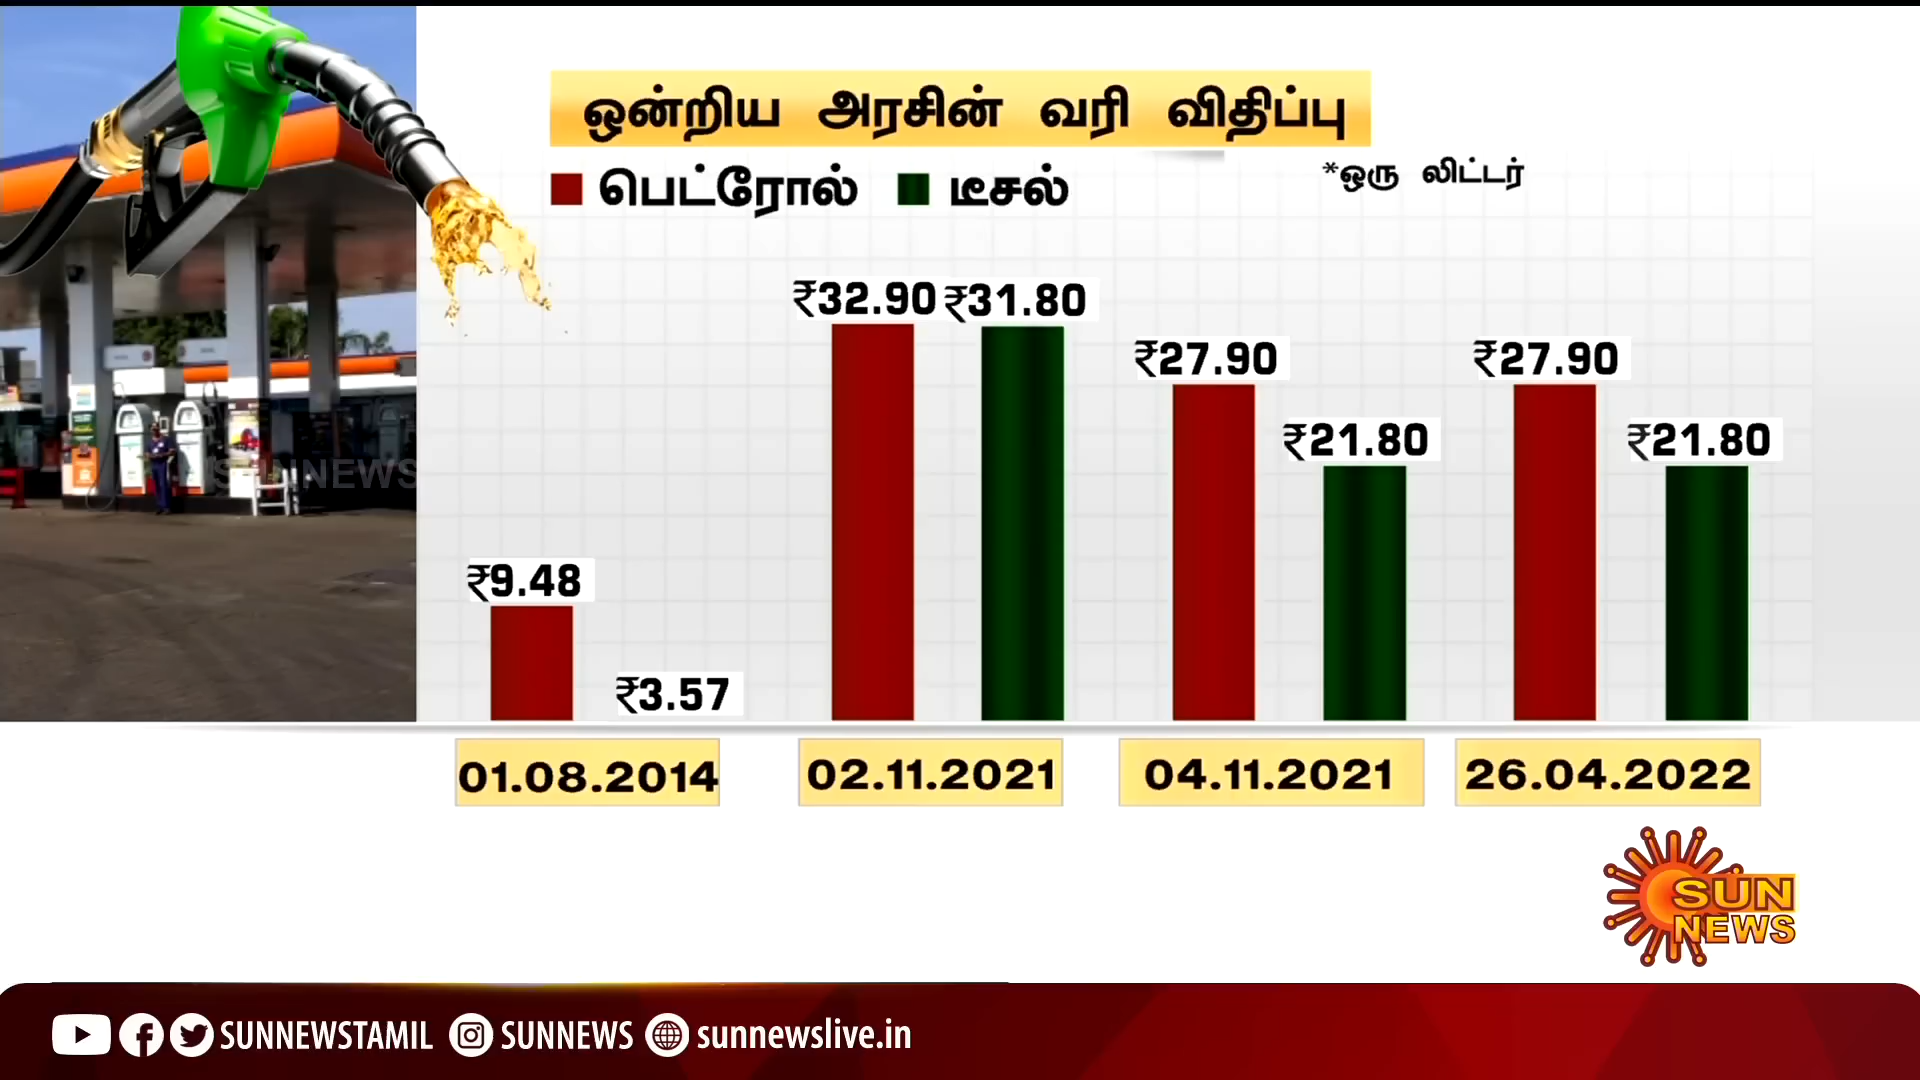 ஒன்றிய அரசின் வரி விதிப்பு
பெட்ரோல் டீசல் *ஒரு லிட்டர்
₹32.90 ₹31.80
₹27.90 ₹27.90
₹21.80 ₹21.80
₹9.48
₹3.57
SUNNEWS
01.08.2014 02.11.2021 04.11.2021 26.04.2022
SUN
NEWS
SUNNEWSTAMIL SUNNEWS sunnewslive.in